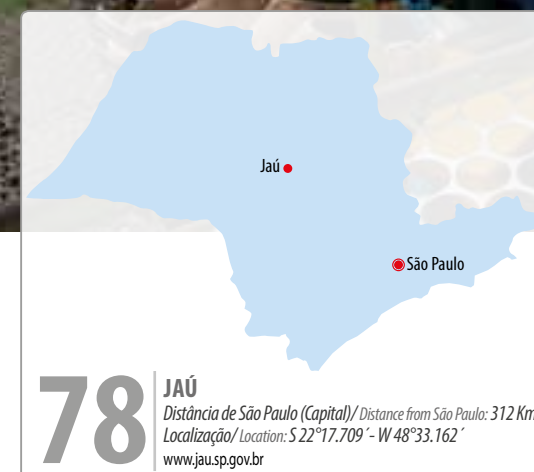 Jaú
São Paulo
78
JAÚ
Distância de São Paulo (Capital)/ Distance from São Paulo: 312 Km
Localização/ Location: S 22°17.709´- W 48°33.162´
www.jau.sp.gov.br